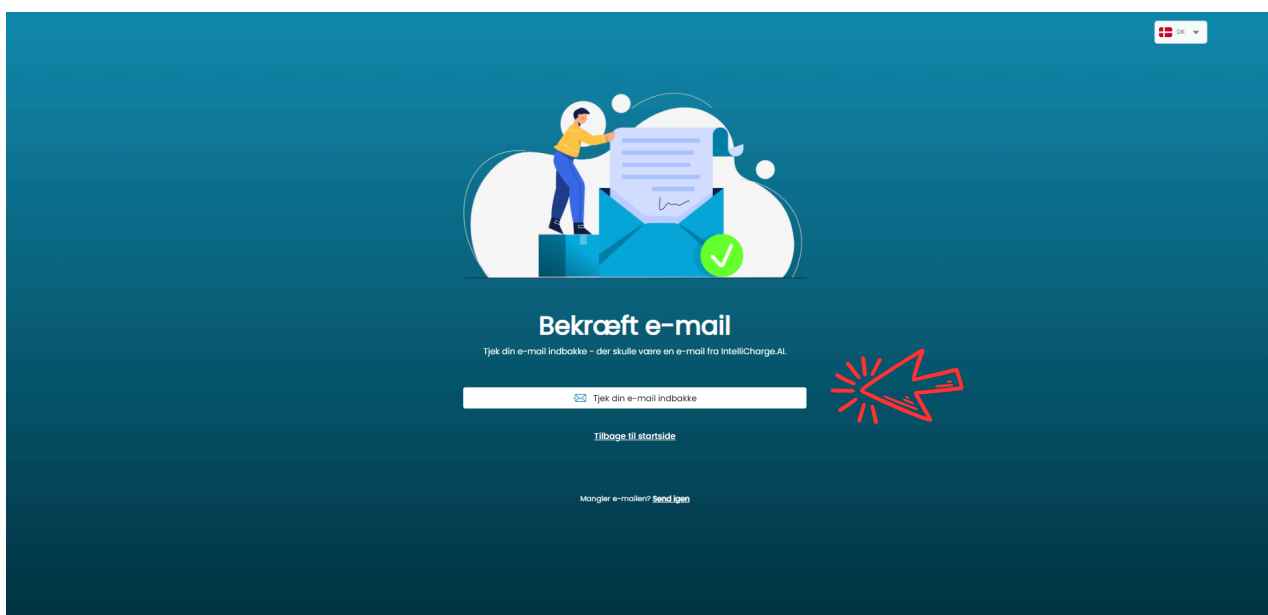 DK
Bekræft e-mail
Tjek din e-mail indbakke - der skulle være en e-mail fra IntelliCharge.AI.
Tjek din e-mail indbakke
Tilbage til startside
Mangler e-mailen? Send igen